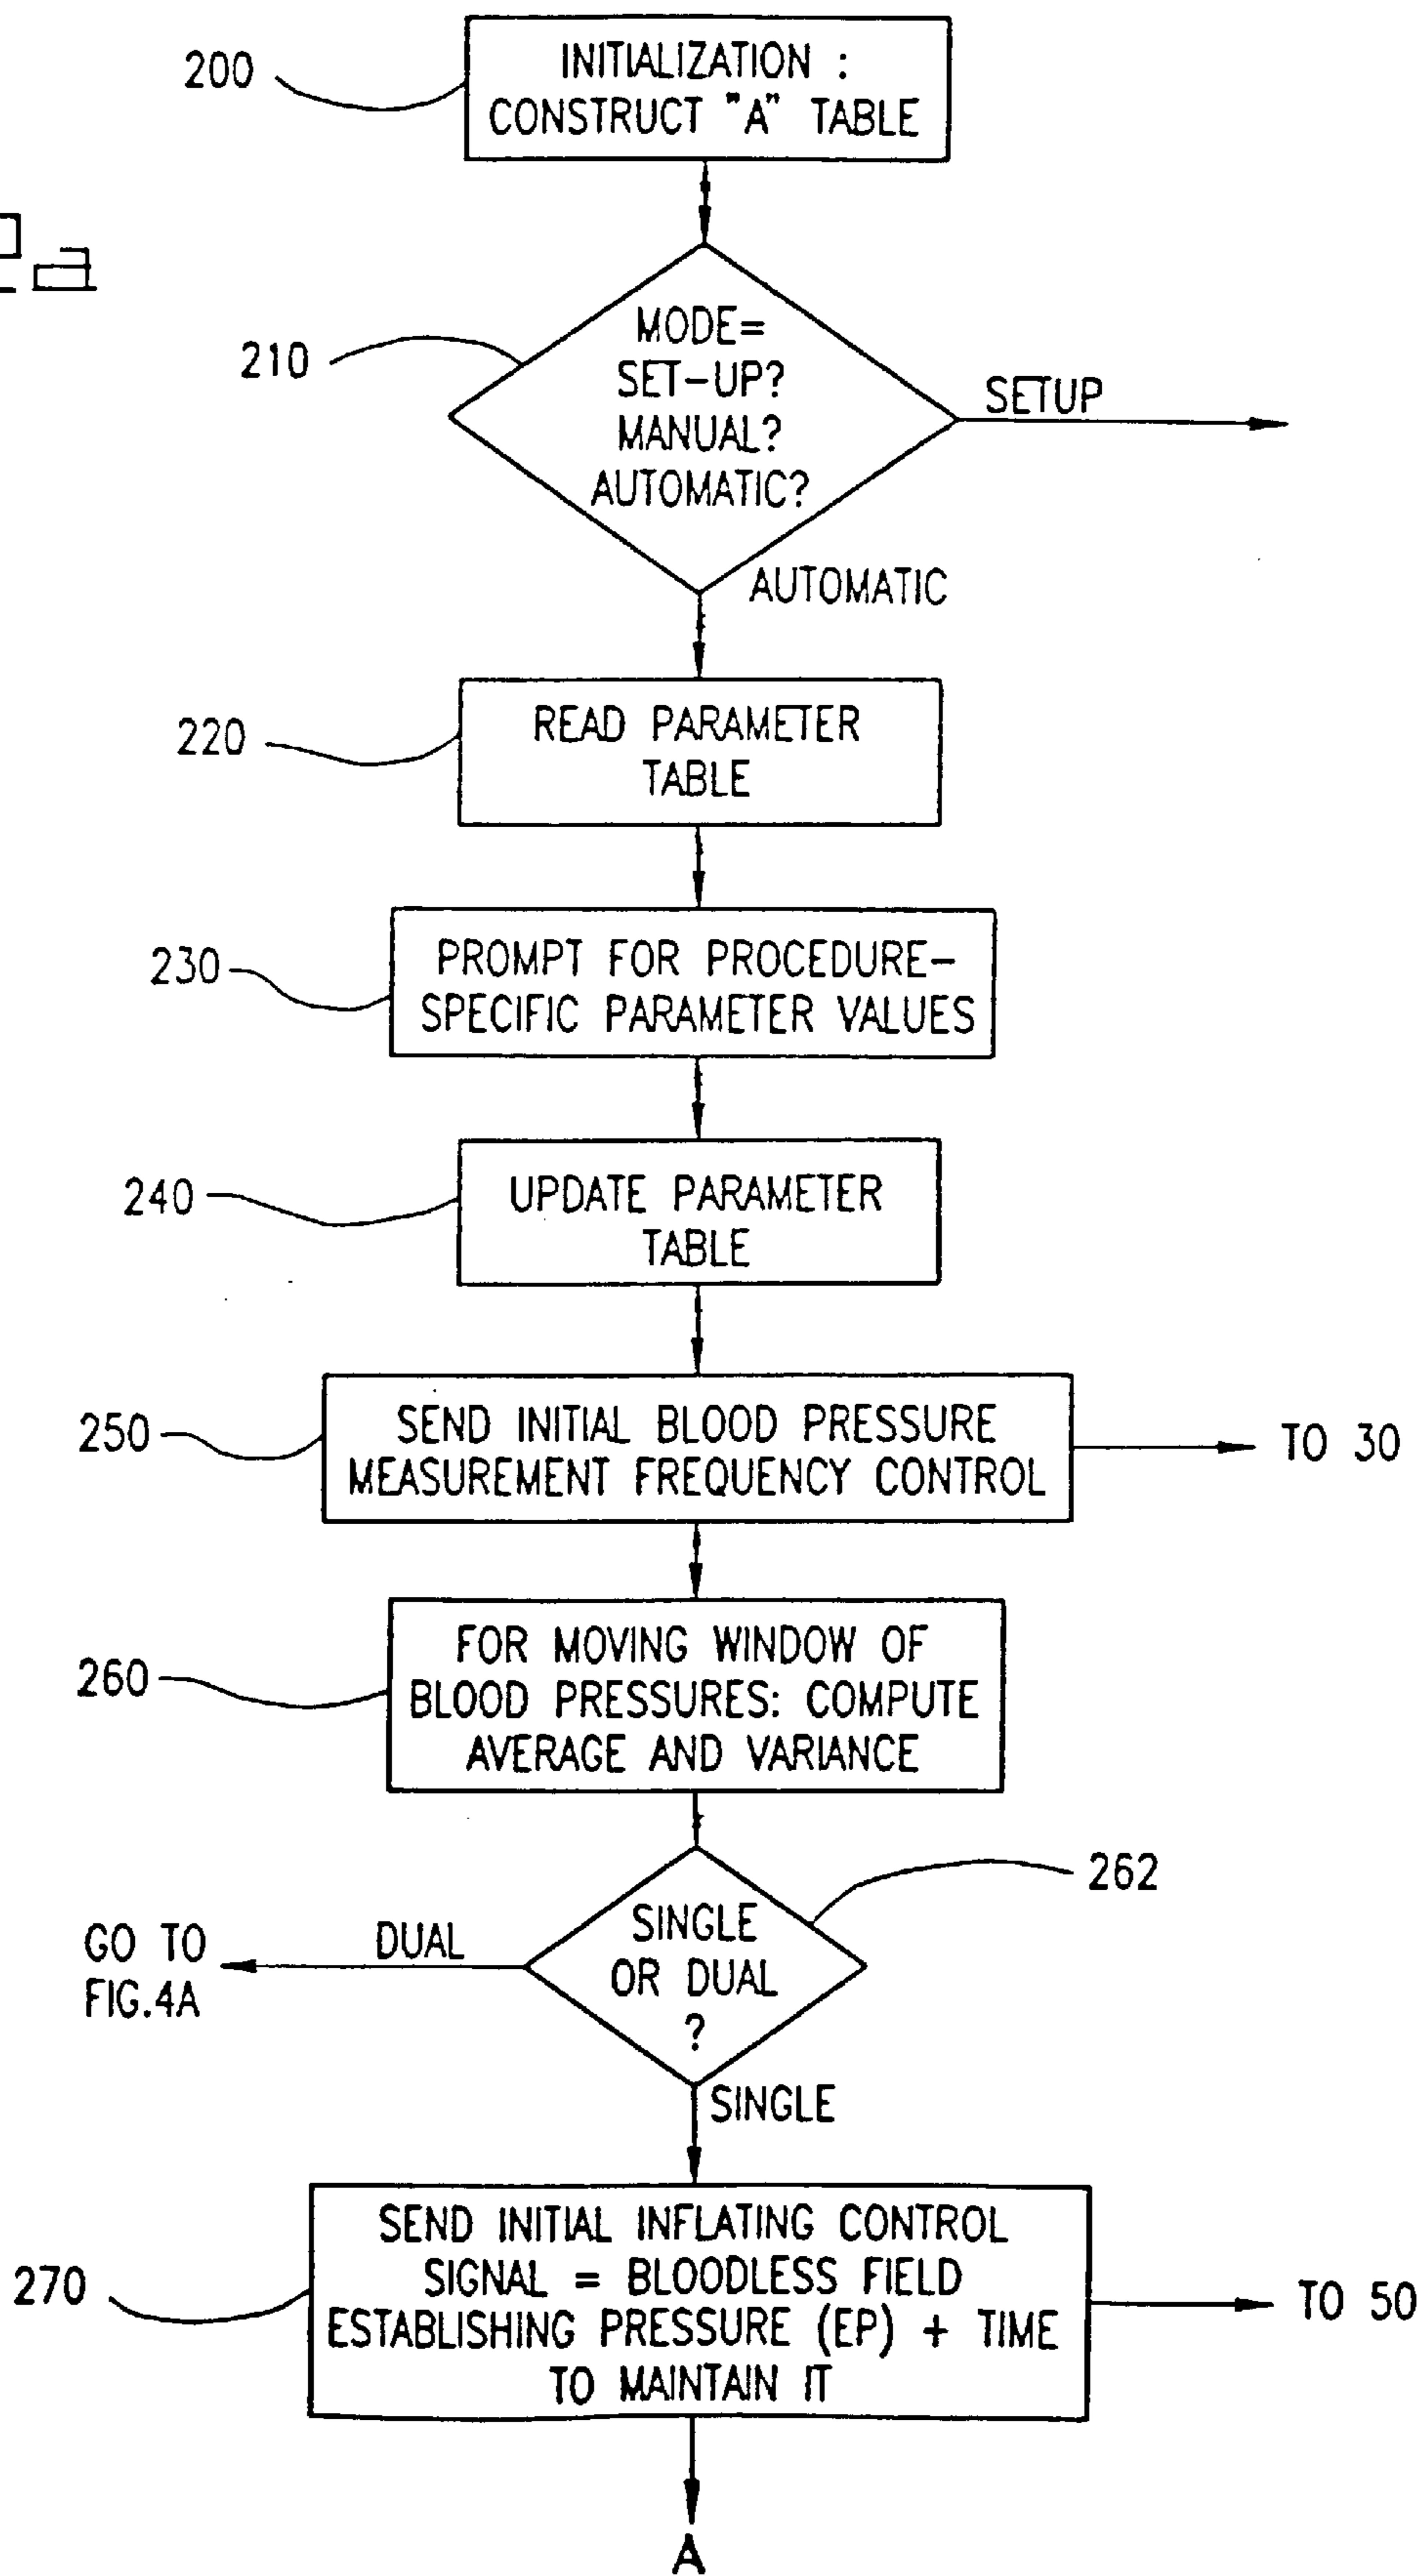 200
INITIALIZATION :
CONSTRUCT "A" TABLE
a
210
MODE=
SET-UP?
MANUAL?
AUTOMATIC?
SETUP
AUTOMATIC
220
READ PARAMETER
TABLE
230
PROMPT FOR PROCEDURE-
SPECIFIC PARAMETER VALUES
240
UPDATE PARAMETER
TABLE
250
SEND INITIAL BLOOD PRESSURE
MEASUREMENT FREQUENCY CONTROL
TO 30
260
FOR MOVING WINDOW OF
BLOOD PRESSURES: COMPUTE
AVERAGE AND VARIANCE
262
SINGLE
OR DUAL
?
DUAL
GO TO
FIG.4A
SINGLE
270
SEND INITIAL INFLATING CONTROL
SIGNAL = BLOODLESS FIELD
ESTABLISHING PRESSURE (EP) + TIME
TO MAINTAIN IT
TO 50
A